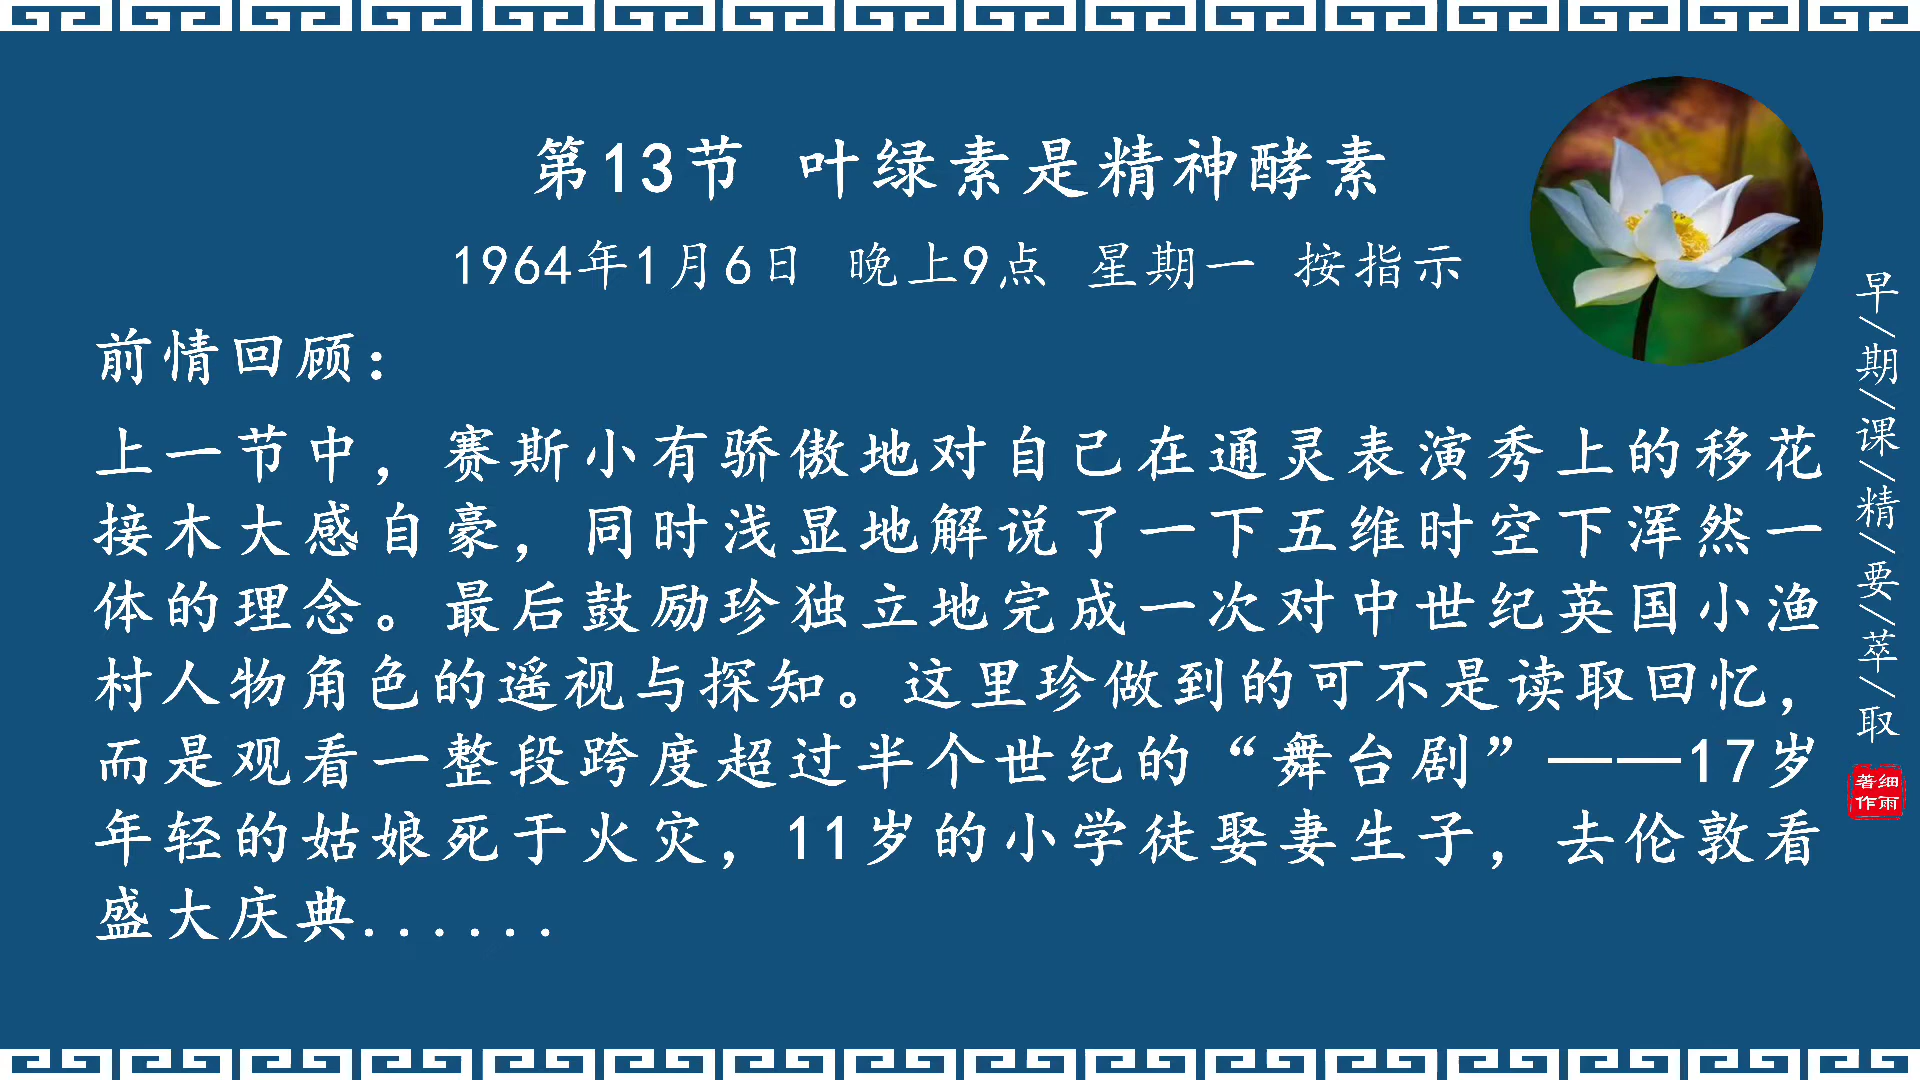 第13节 叶绿素是精神酵素
1964年1月6日 晚上9点 星期一 按指示
前情回顾：
上一节中，赛斯小有骄傲地对自己在通灵表演秀上的移花
接木大感自豪，同时浅显地解说了一下五维时空下浑然一
体的理念。最后鼓励珍独立地完成一次对中世纪英国小渔
村人物角色的遥视与探知。这里珍做到的可不是读取回忆，
而是观看一整段跨度超过半个世纪的“舞台剧”——17岁
年轻的姑娘死于火灾，11岁的小学徒娶妻生子，去伦敦看
盛大庆典......
早/期/课/精/要/萃/取
细雨著作